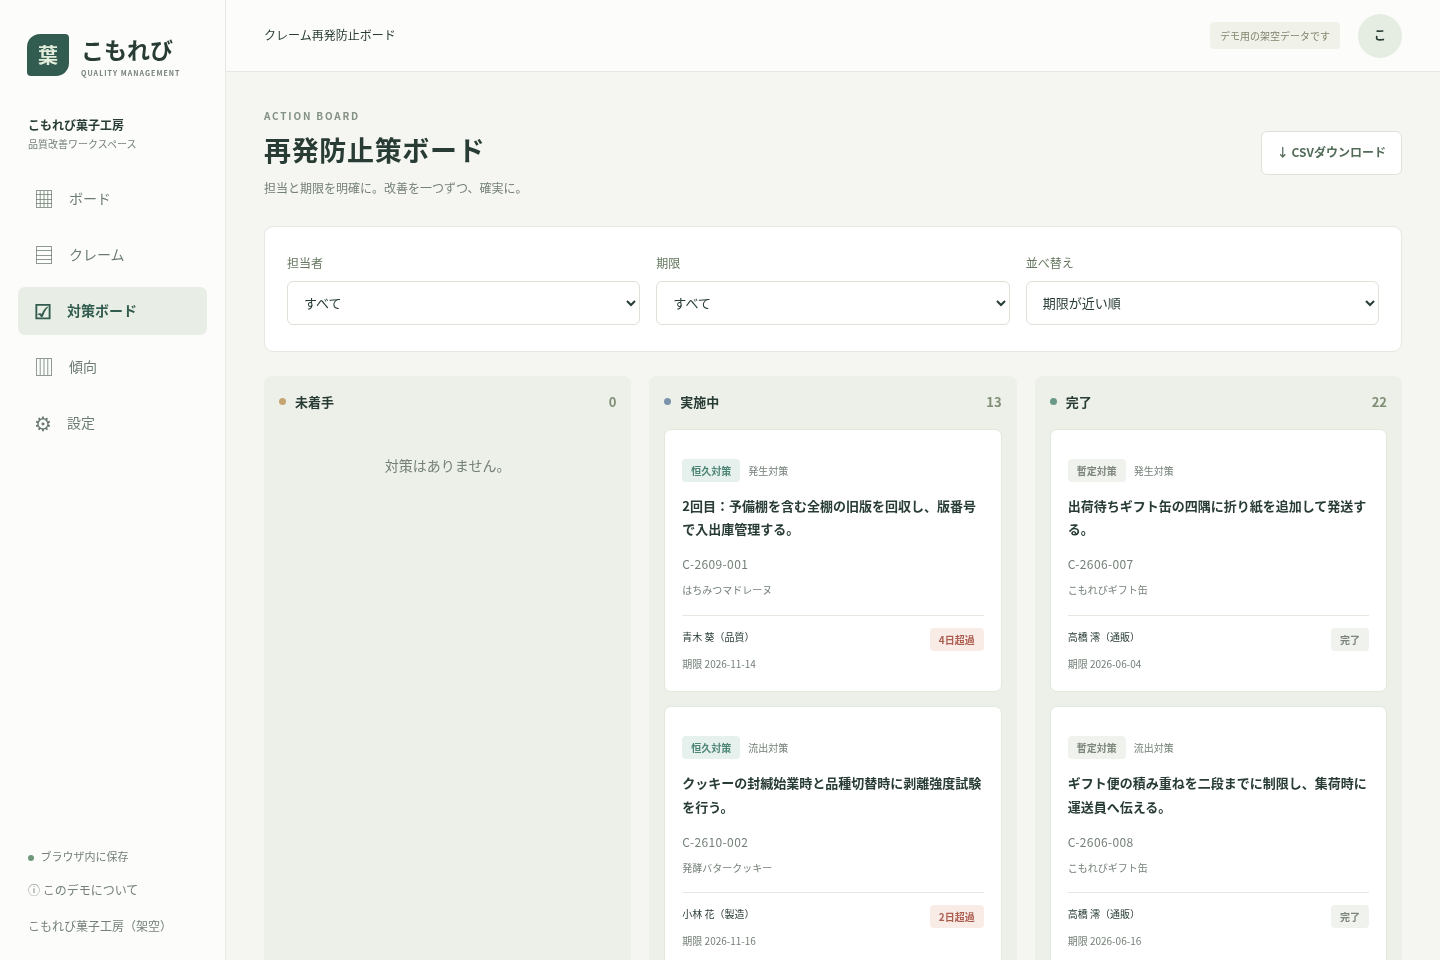 葉
こもれび
QUALITY MANAGEMENT
こもれび菓子工房
品質改善ワークスペース
ボード
クレーム
対策ボード
傾向
設定
ブラウザ内に保存
ⓘ このデモについて
こもれび菓子工房（架空）
クレーム再発防止ボード
デモ用の架空データです
こ
ACTION BOARD
再発防止策ボード
担当と期限を明確に。改善を一つずつ、確実に。
↓ CSVダウンロード
担当者
すべて
期限
すべて
並べ替え
期限が近い順
未着手
0
対策はありません。
実施中
13
恒久対策
発生対策
2回目：予備棚を含む全棚の旧版を回収し、版番号
で入出庫管理する。
C-2609-001
はちみつマドレーヌ
青木 葵（品質）
4日超過
期限 2026-11-14
恒久対策
流出対策
クッキーの封緘始業時と品種切替時に剥離強度試験
を行う。
C-2610-002
発酵バタークッキー
小林 花（製造）
2日超過
期限 2026-11-16
完了
22
暫定対策
発生対策
出荷待ちギフト缶の四隅に折り紙を追加して発送す
る。
C-2606-007
こもれびギフト缶
高橋 澪（通販）
完了
期限 2026-06-04
暫定対策
流出対策
ギフト便の積み重ねを二段までに制限し、集荷時に
運送員へ伝える。
C-2606-008
こもれびギフト缶
高橋 澪（通販）
完了
期限 2026-06-16